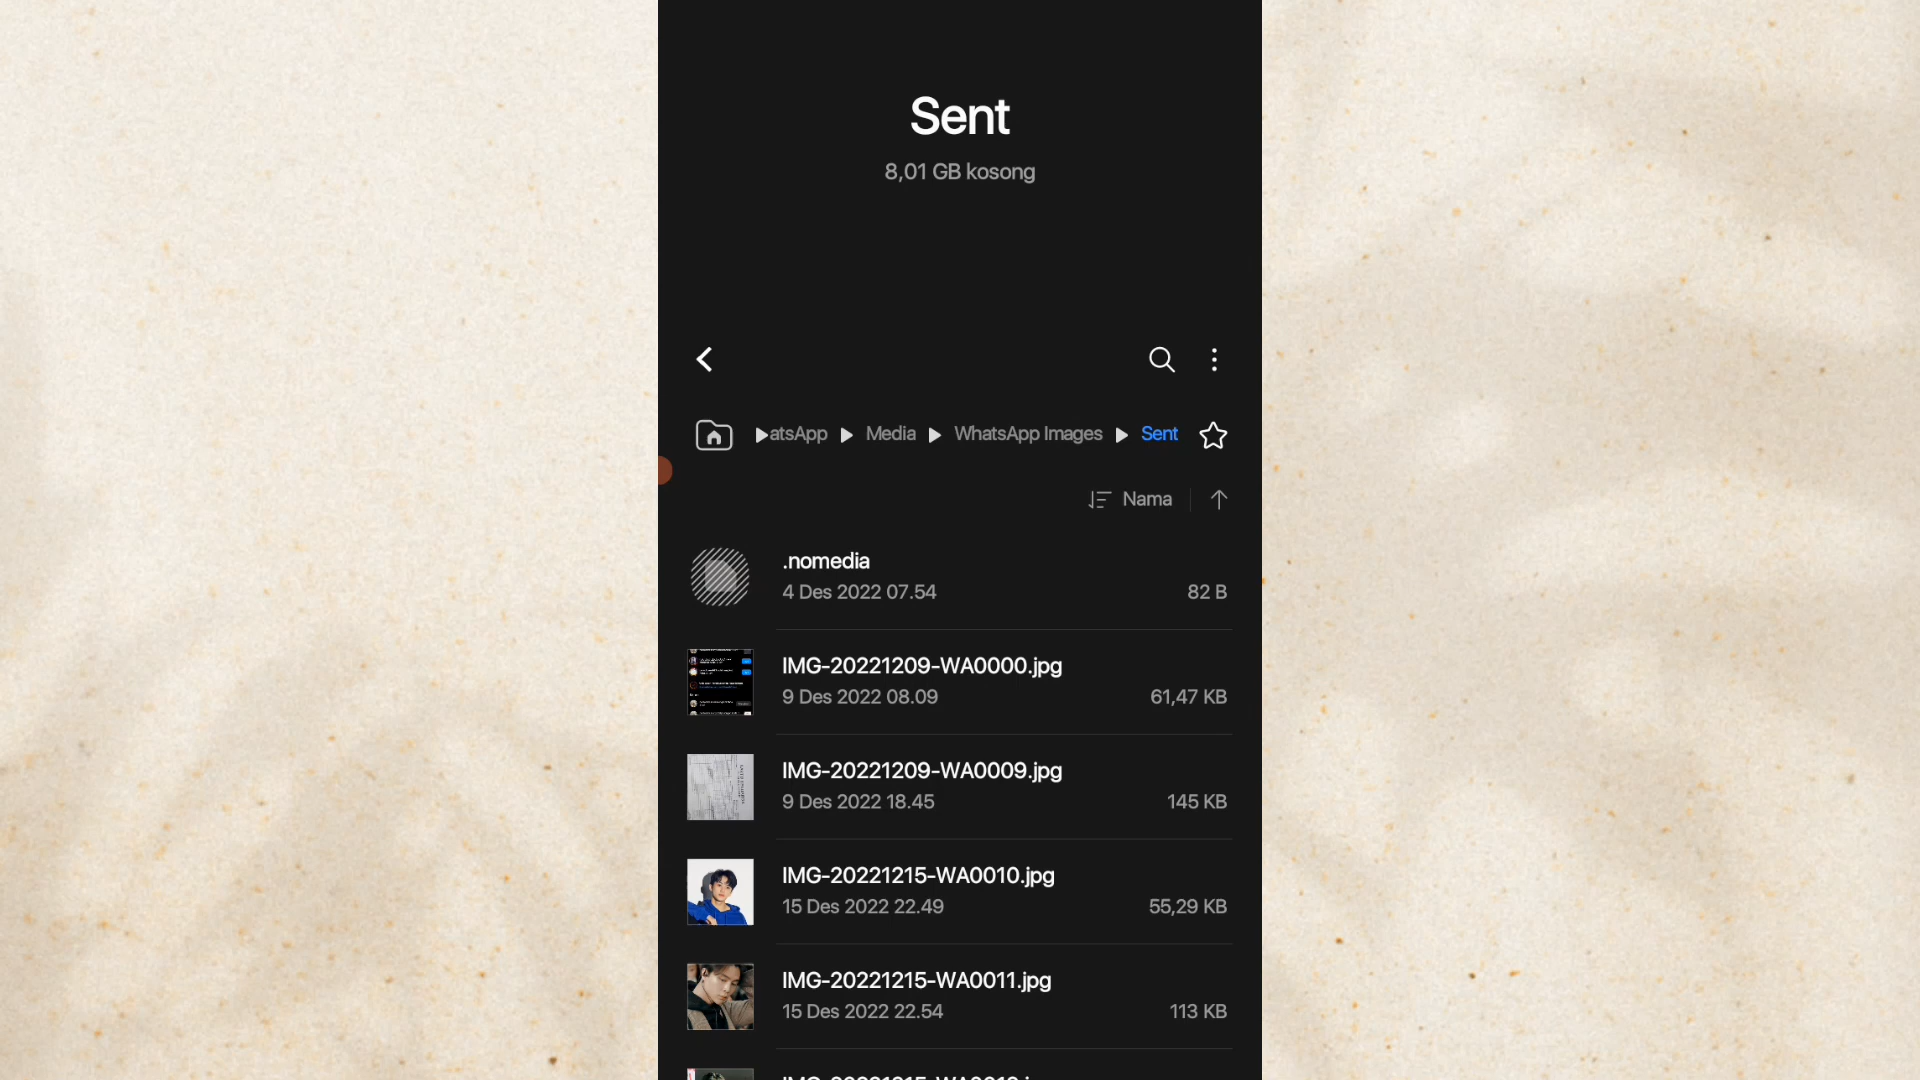 Sent
8,01 GB kosong
atsApp Media WhatsApp Images Sent
Nama
.nomedia
4 Des 2022 07.54 82 B
IMG-20221209-WA0000.jpg
9 Des 2022 08.09 61,47 KB
IMG-20221209-WA0009.jpg
9 Des 2022 18.45 145 KB
IMG-20221215-WA0010.jpg
15 Des 2022 22.49 55,29 KB
IMG-20221215-WA0011.jpg
15 Des 2022 22.54 113 KB